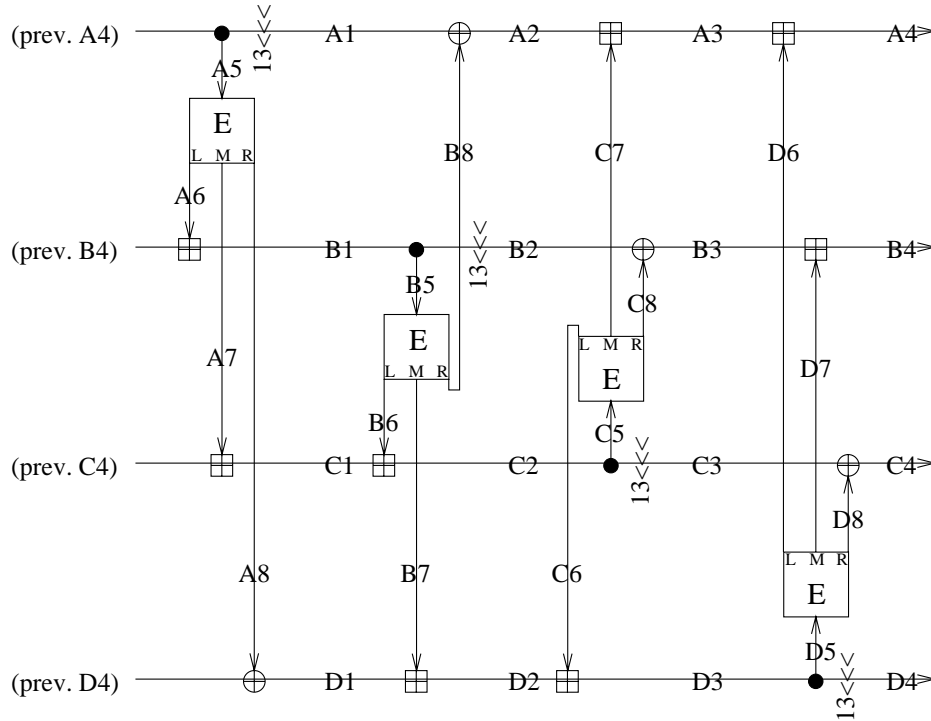 (prev. A4) A1 A2 A3 A4
13<<<
A5
E
L M R
B8 C7 D6
A6
(prev. B4) B1 B2 B3 B4
13<<<
B5 C8
E
L M R
L M R
E
A7 D7
B6 C5
(prev. C4) C1 C2 C3 C4
13<<<
D8
L M R
E
A8 B7 C6
D5
(prev. D4) D1 D2 D3 D4
13<<<